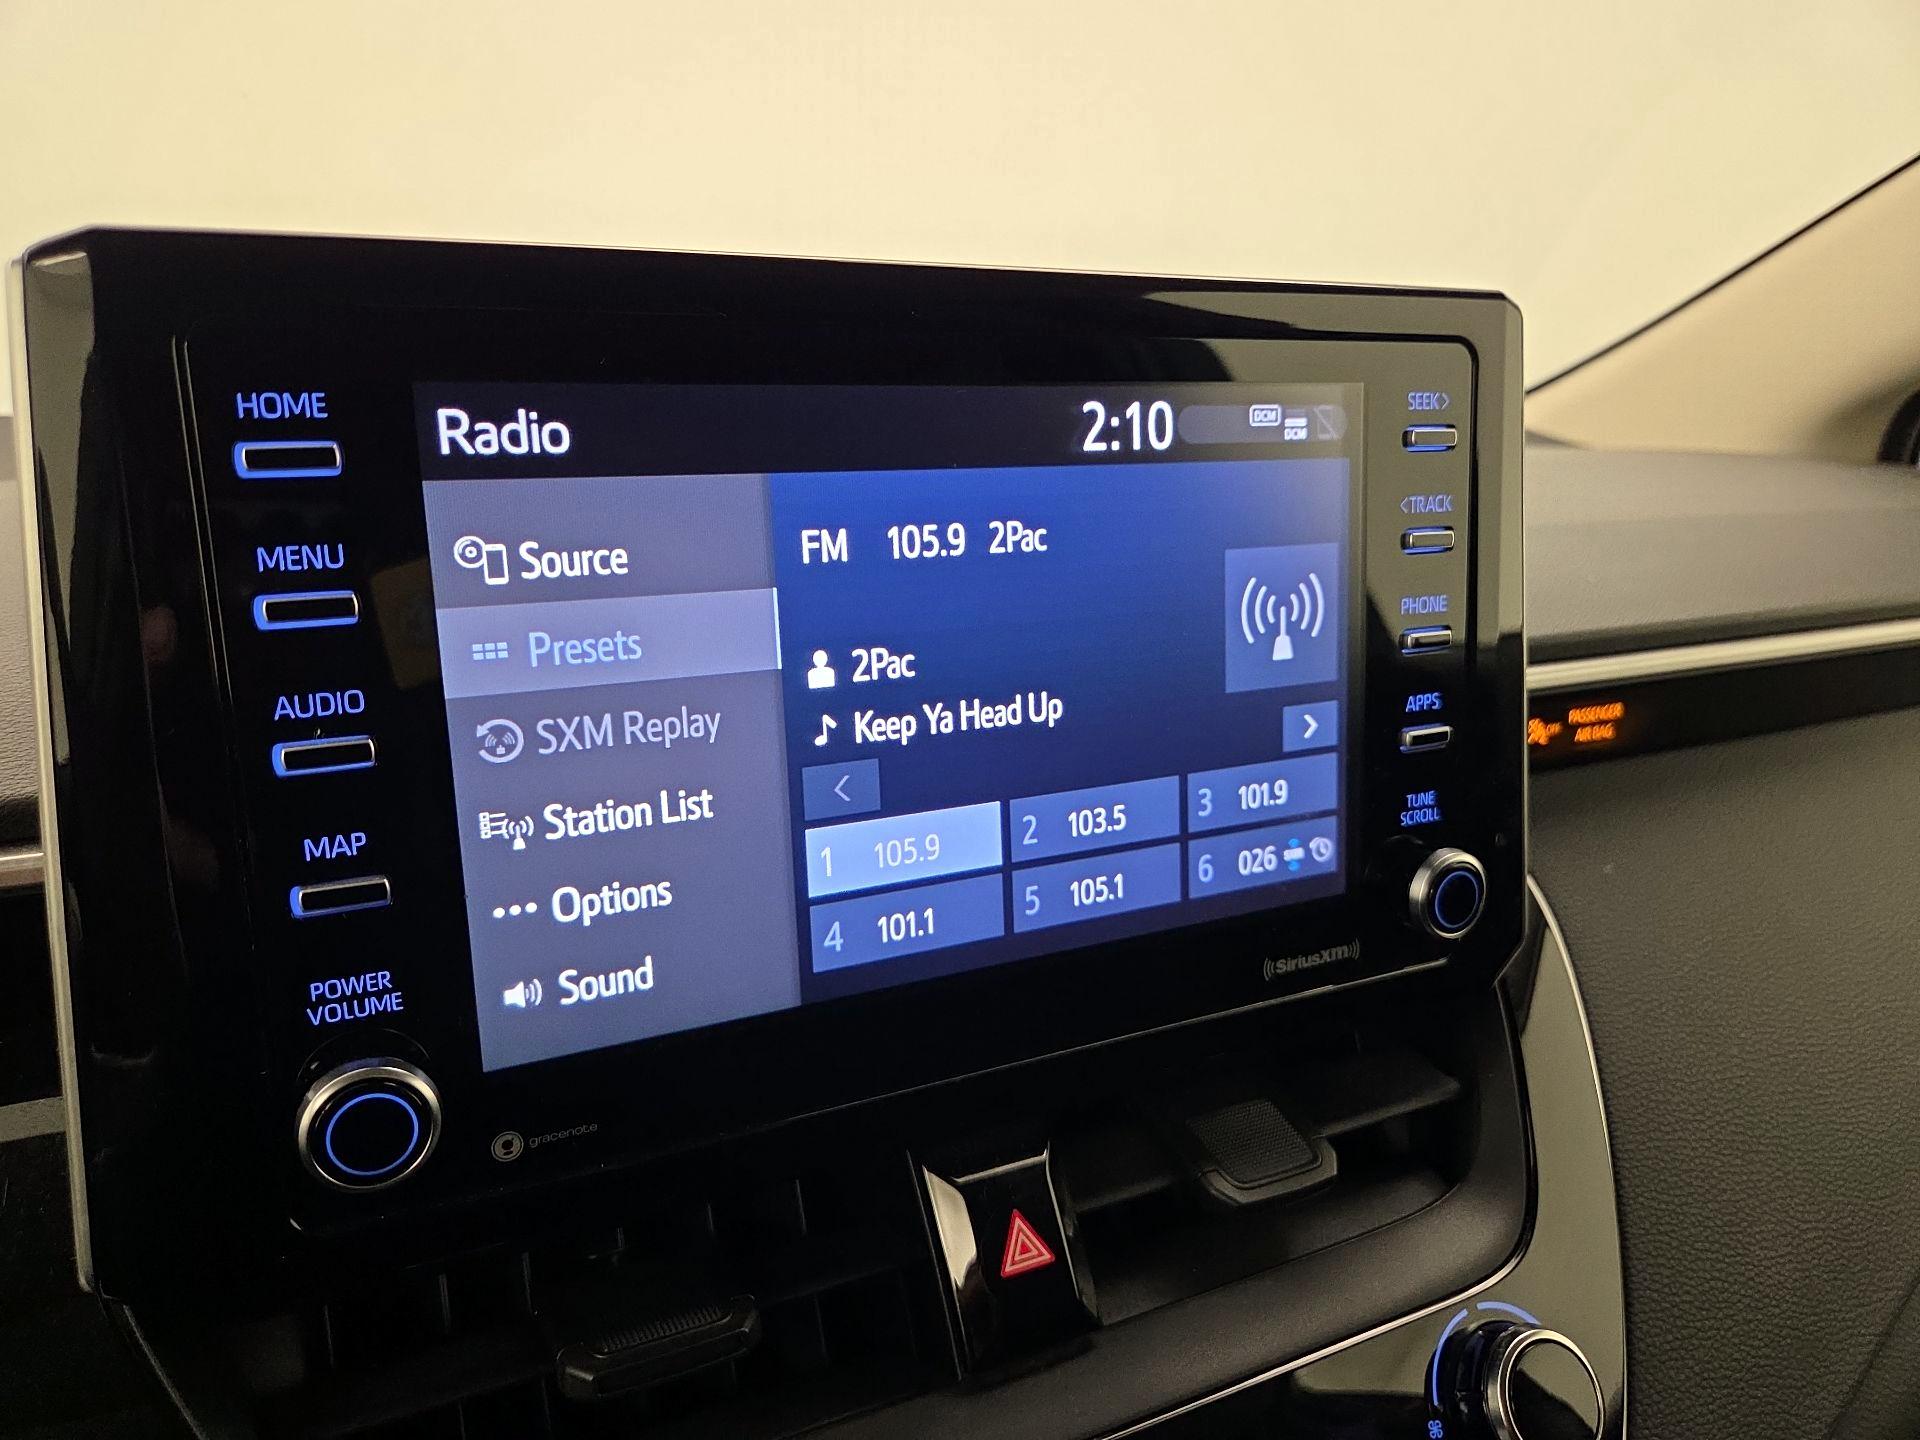 HOME
MENU
AUDIO
MAP
POWER
VOLUME
Radio
2:10
DCM
DCM
Source
Presets
SXM Replay
Station List
Options
Sound
FM 105.9 2Pac
2Pac
Keep Ya Head Up
1 105.9
2 103.5
3 101.9
4 101.1
5 105.1
6 026
SEEK>
<TRACK
PHONE
APPS
TUNE
SCROLL
SiriusXM
gracenote
OFF
PASSENGER
AIR BAG